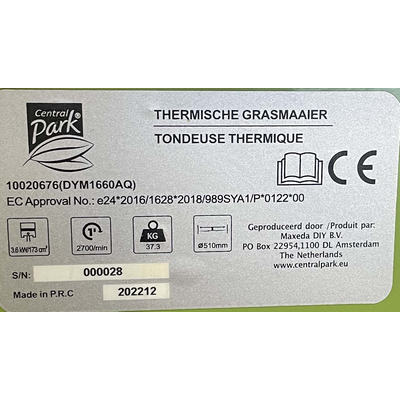 Central
Park®
THERMISCHE GRASMAAIER
TONDEUSE THERMIQUE
10020676(DYM1660AQ)
EC Approval No.: e24*2016/1628*2018/989SYA1/P*0122*00
CE
3.6 kW/173 cm³
2700/min
KG
37.3
Ø510mm
Geproduceerd door /Produit par:
Maxeda DIY B.V.
PO Box 22954,1100 DL Amsterdam
The Netherlands
www.centralpark.eu
S/N: 000028
Made in P.R.C 202212